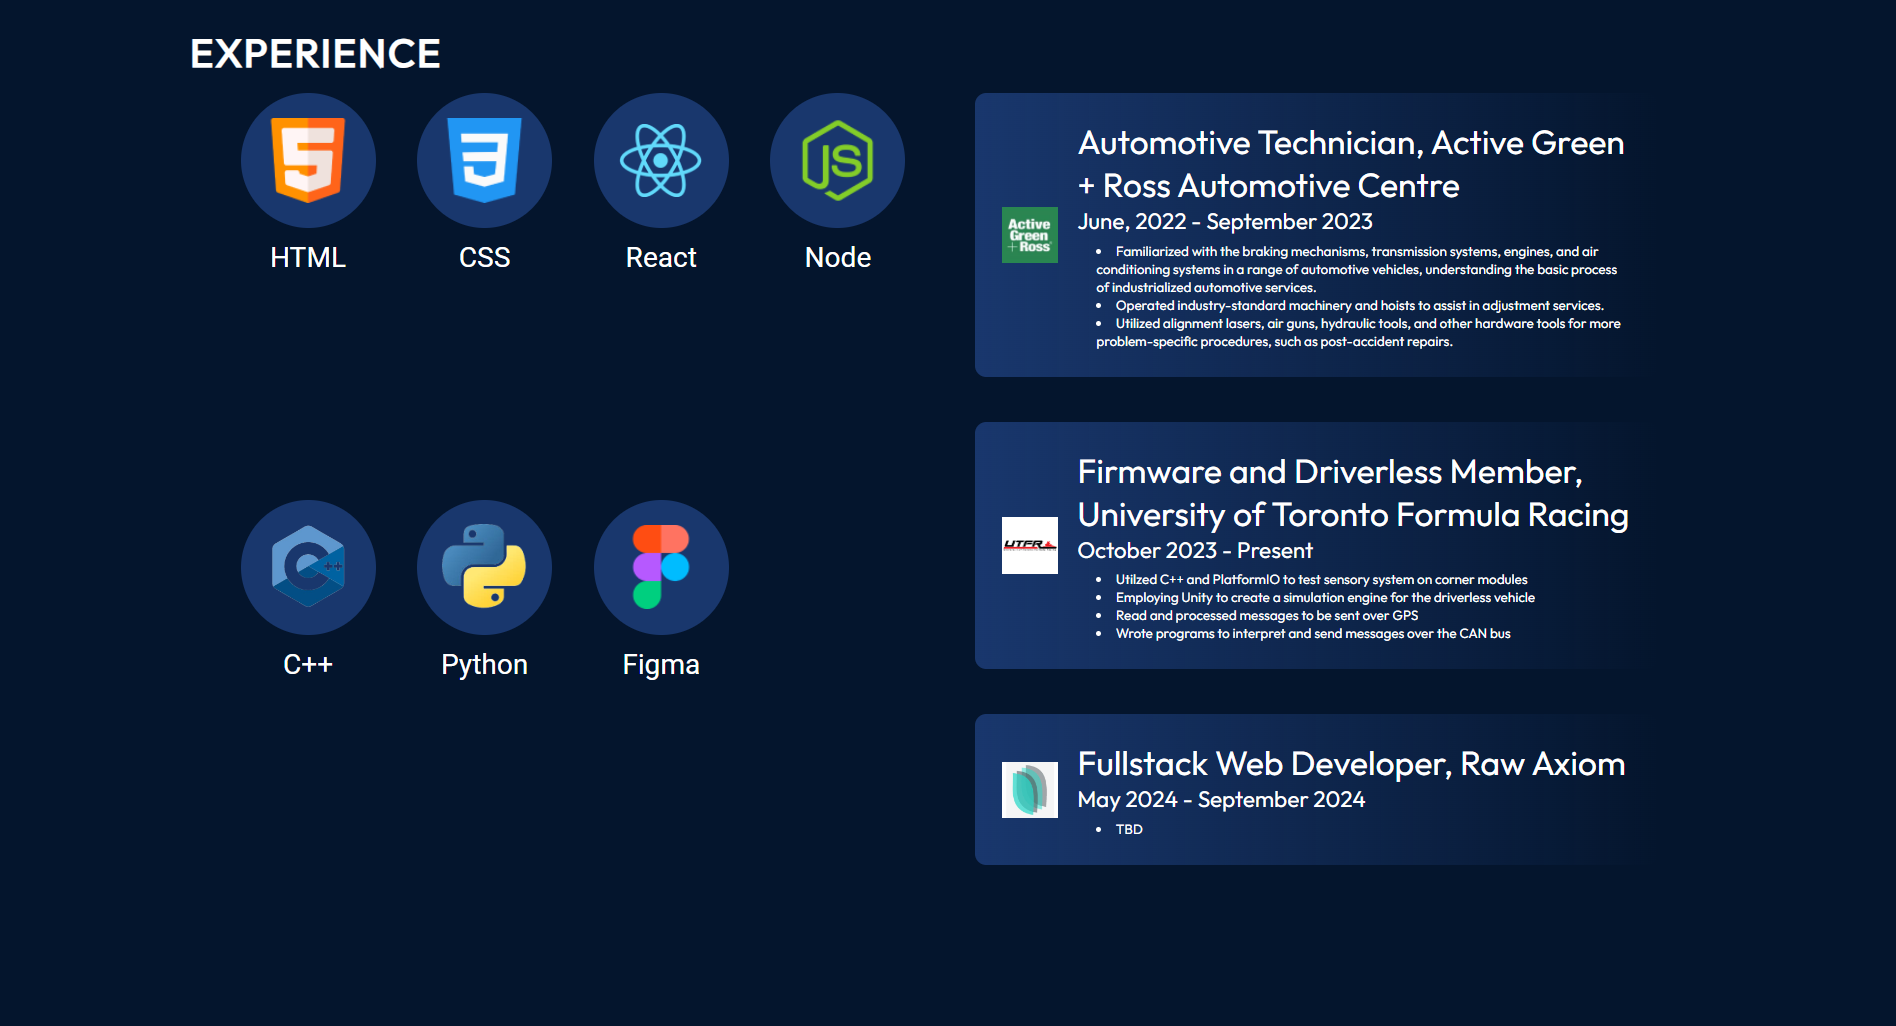 EXPERIENCE
HTML
CSS
React
Node
C++
Python
Figma
Automotive Technician, Active Green
+ Ross Automotive Centre
Active
Green
+ Ross
June, 2022 - September 2023
• Familiarized with the braking mechanisms, transmission systems, engines, and air
conditioning systems in a range of automotive vehicles, understanding the basic process
of industrialized automotive services.
• Operated industry-standard machinery and hoists to assist in adjustment services.
• Utilized alignment lasers, air guns, hydraulic tools, and other hardware tools for more
problem-specific procedures, such as post-accident repairs.
Firmware and Driverless Member,
University of Toronto Formula Racing
UTFR
October 2023 - Present
• Utilzed C++ and PlatformIO to test sensory system on corner modules
• Employing Unity to create a simulation engine for the driverless vehicle
• Read and processed messages to be sent over GPS
• Wrote programs to interpret and send messages over the CAN bus
Fullstack Web Developer, Raw Axiom
May 2024 - September 2024
• TBD